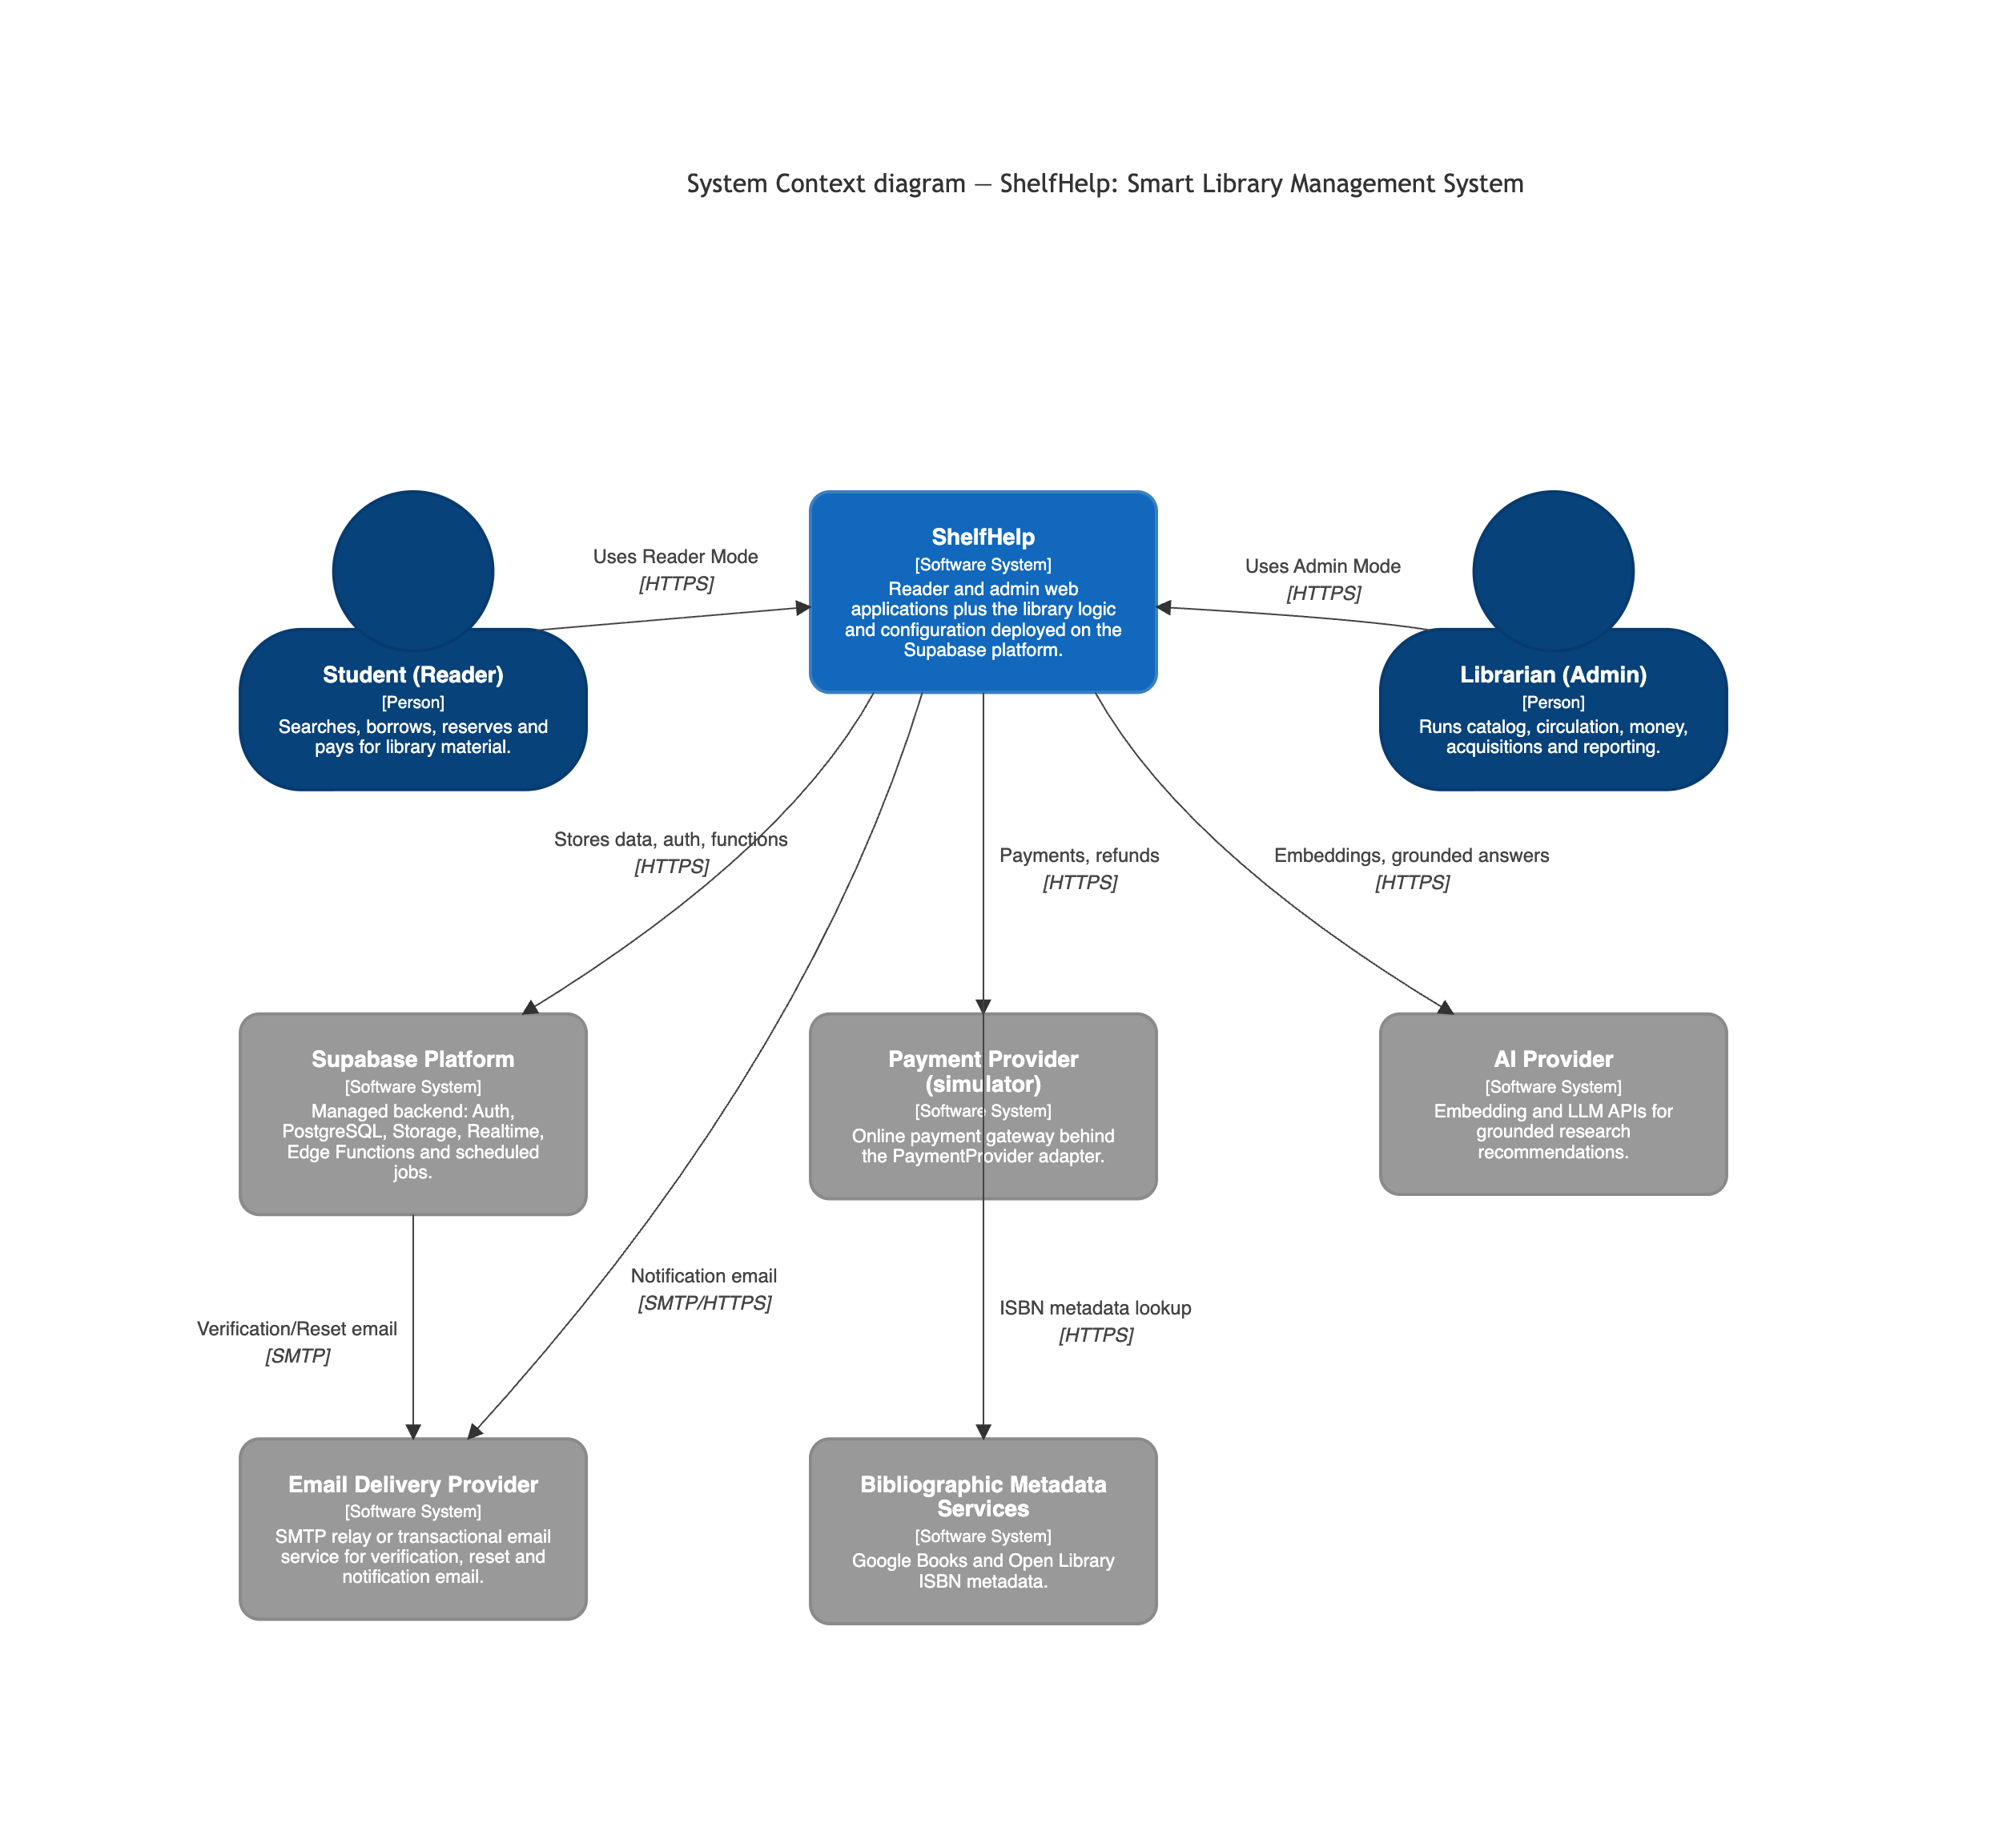 System Context diagram — ShelfHelp: Smart Library Management System
Uses Reader Mode
[HTTPS]
ShelfHelp
[Software System]
Reader and admin web
applications plus the library logic
and configuration deployed on the
Supabase platform.
Uses Admin Mode
[HTTPS]
Student (Reader)
[Person]
Searches, borrows, reserves and
pays for library material.
Librarian (Admin)
[Person]
Runs catalog, circulation, money,
acquisitions and reporting.
Stores data, auth, functions
[HTTPS]
Payments, refunds
[HTTPS]
Embeddings, grounded answers
[HTTPS]
Supabase Platform
[Software System]
Managed backend: Auth,
PostgreSQL, Storage, Realtime,
Edge Functions and scheduled
jobs.
Payment Provider
(simulator)
[Software System]
Online payment gateway behind
the PaymentProvider adapter.
AI Provider
[Software System]
Embedding and LLM APIs for
grounded research
recommendations.
Verification/Reset email
[SMTP]
Notification email
[SMTP/HTTPS]
ISBN metadata lookup
[HTTPS]
Email Delivery Provider
[Software System]
SMTP relay or transactional email
service for verification, reset and
notification email.
Bibliographic Metadata
Services
[Software System]
Google Books and Open Library
ISBN metadata.